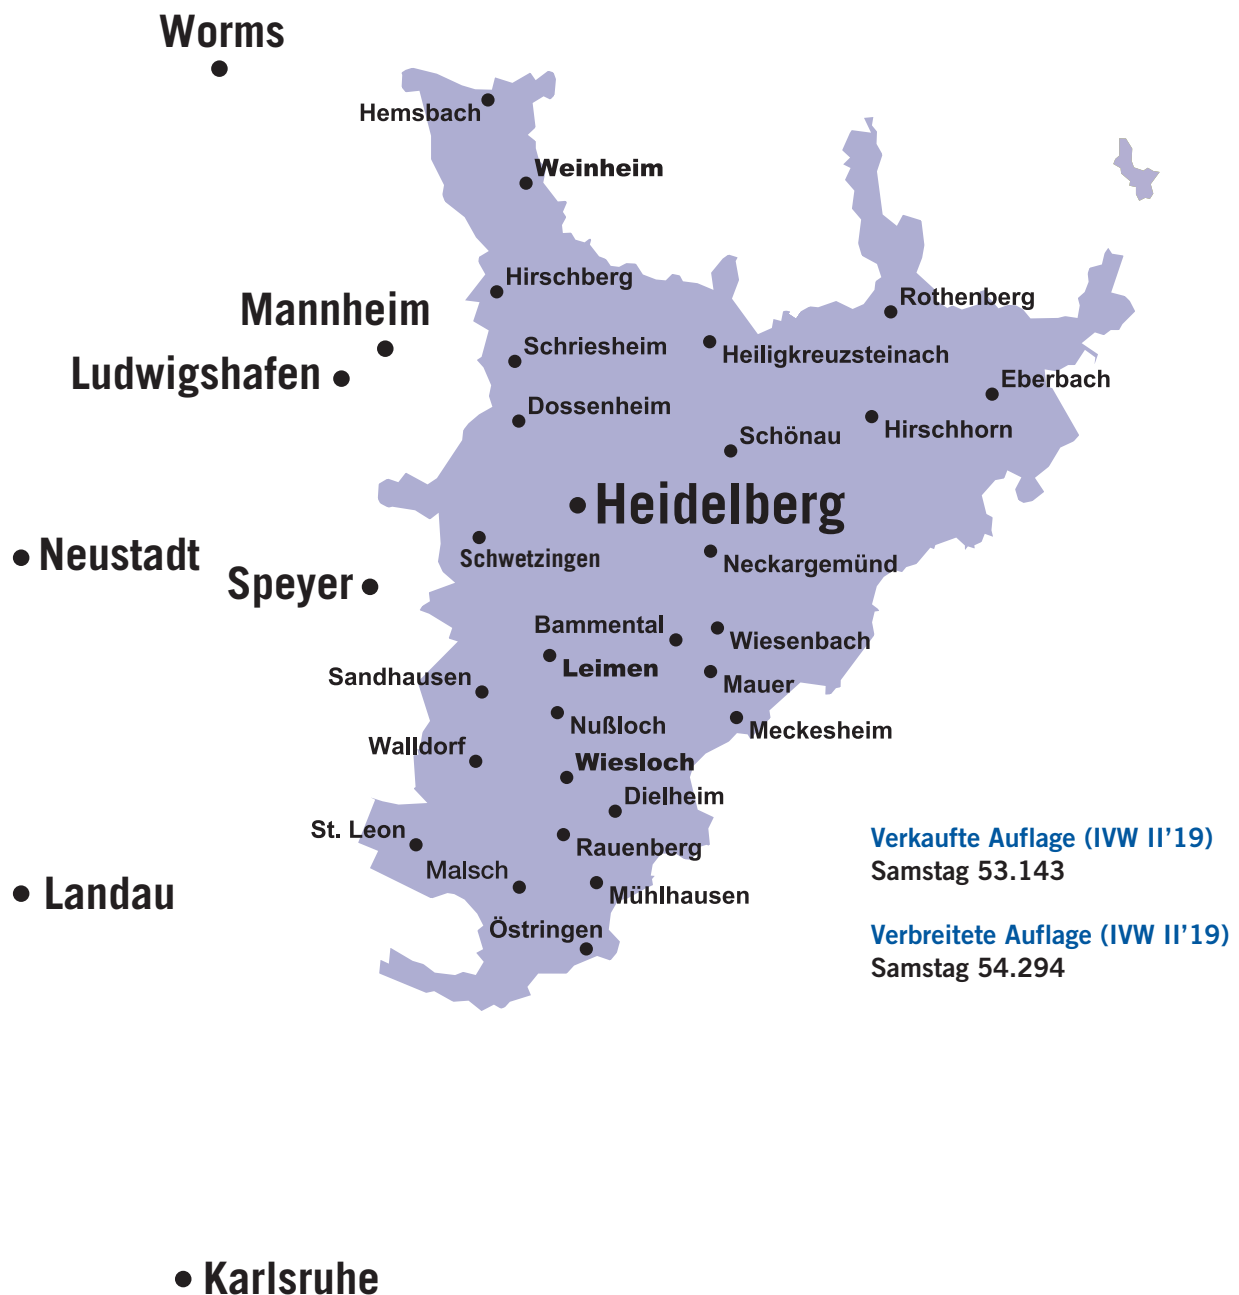 Worms
Hemsbach
Weinheim
Hirschberg
Rothenberg
Mannheim
Schriesheim
Heiligkreuzsteinach
Ludwigshafen
Eberbach
Dossenheim
Hirschhorn
Schönau
Heidelberg
Neustadt
Schwetzingen
Neckargemünd
Speyer
Bammental
Wiesenbach
Leimen
Sandhausen
Mauer
Nußloch
Meckesheim
Walldorf
Wiesloch
Dielheim
St. Leon
Rauenberg
Malsch
Mühlhausen
Landau
Östringen
Verkaufte Auflage (IVW II’19)
Samstag 53.143
Verbreitete Auflage (IVW II’19)
Samstag 54.294
Karlsruhe